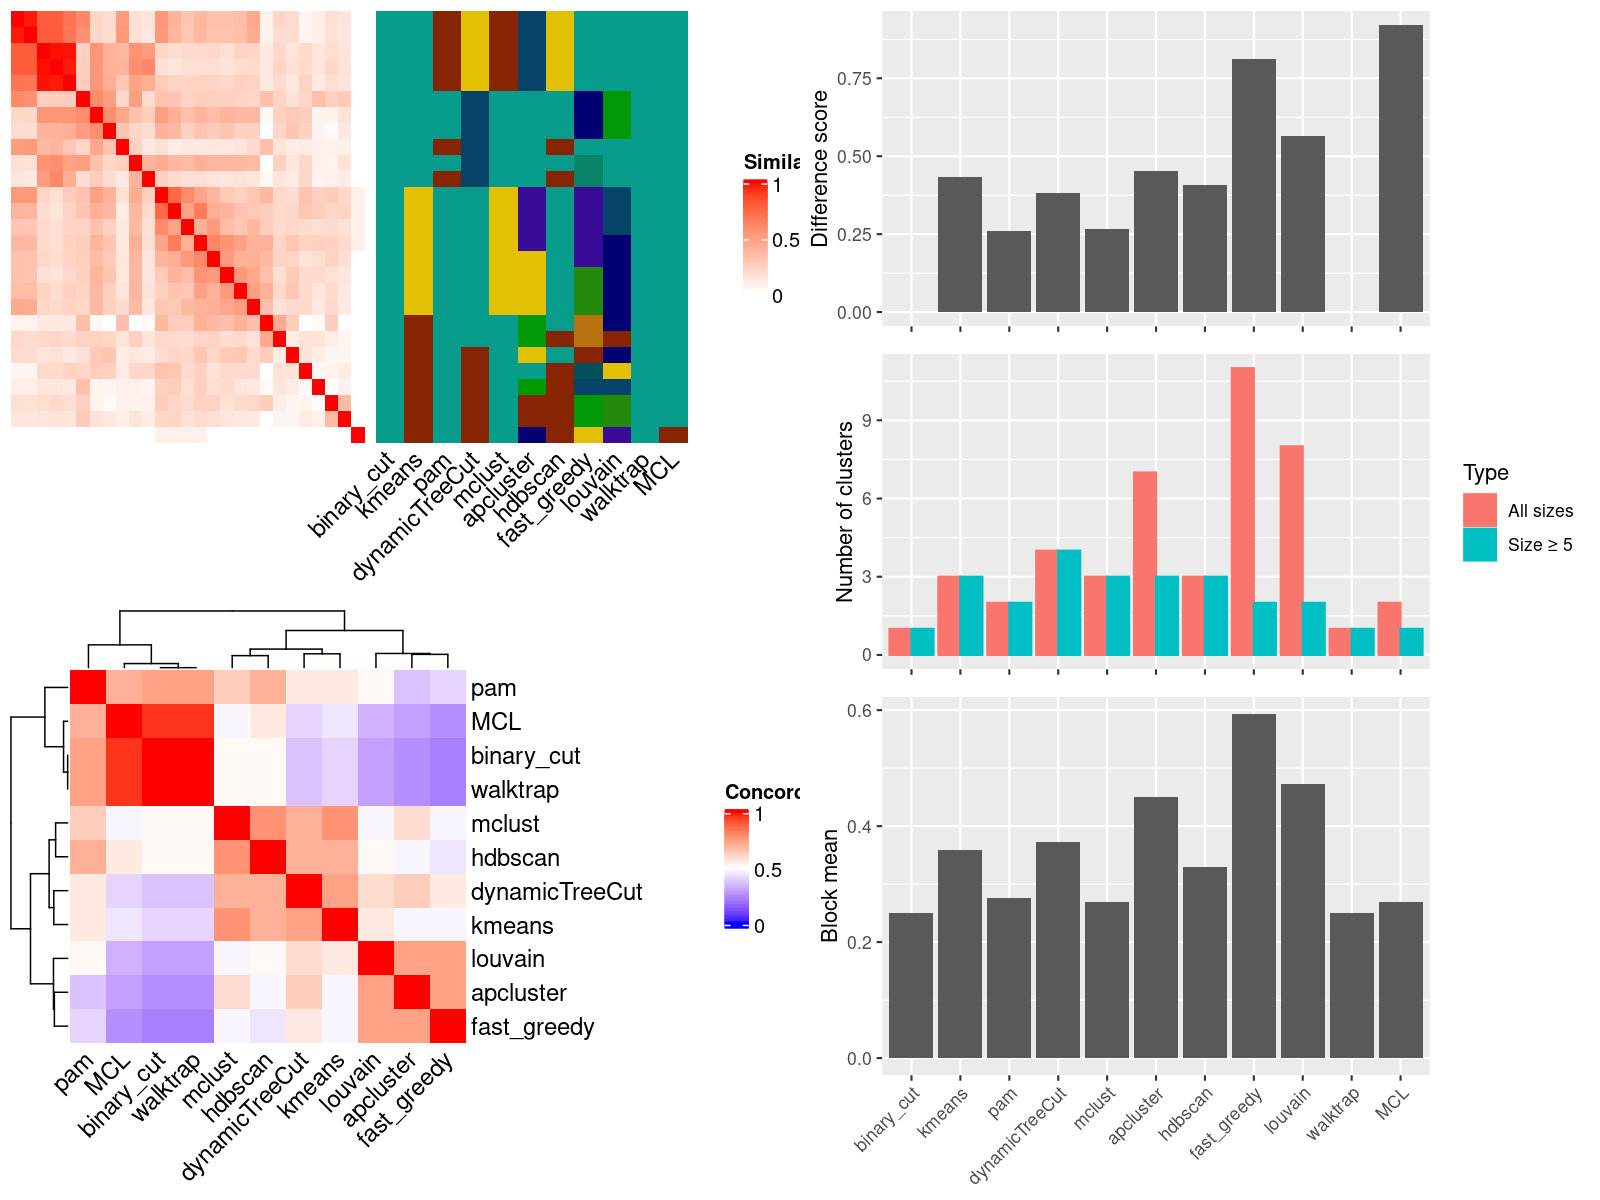 Simila
1
0.5
0
binary_cut
kmeans
pam
dynamicTreeCut
mclust
apcluster
hdbscan
fast_greedy
louvain
walktrap
MCL
pam
MCL
binary_cut
walktrap
mclust
hdbscan
dynamicTreeCut
kmeans
louvain
apcluster
fast_greedy
Concord
1
0.5
0
pam
MCL
binary_cut
walktrap
mclust
hdbscan
dynamicTreeCut
kmeans
louvain
apcluster
fast_greedy
Difference score
0.75
0.50
0.25
0.00
Number of clusters
9
6
3
0
Type
All sizes
Size ≥ 5
Block mean
0.6
0.4
0.2
0.0
binary_cut
kmeans
pam
dynamicTreeCut
mclust
apcluster
hdbscan
fast_greedy
louvain
walktrap
MCL